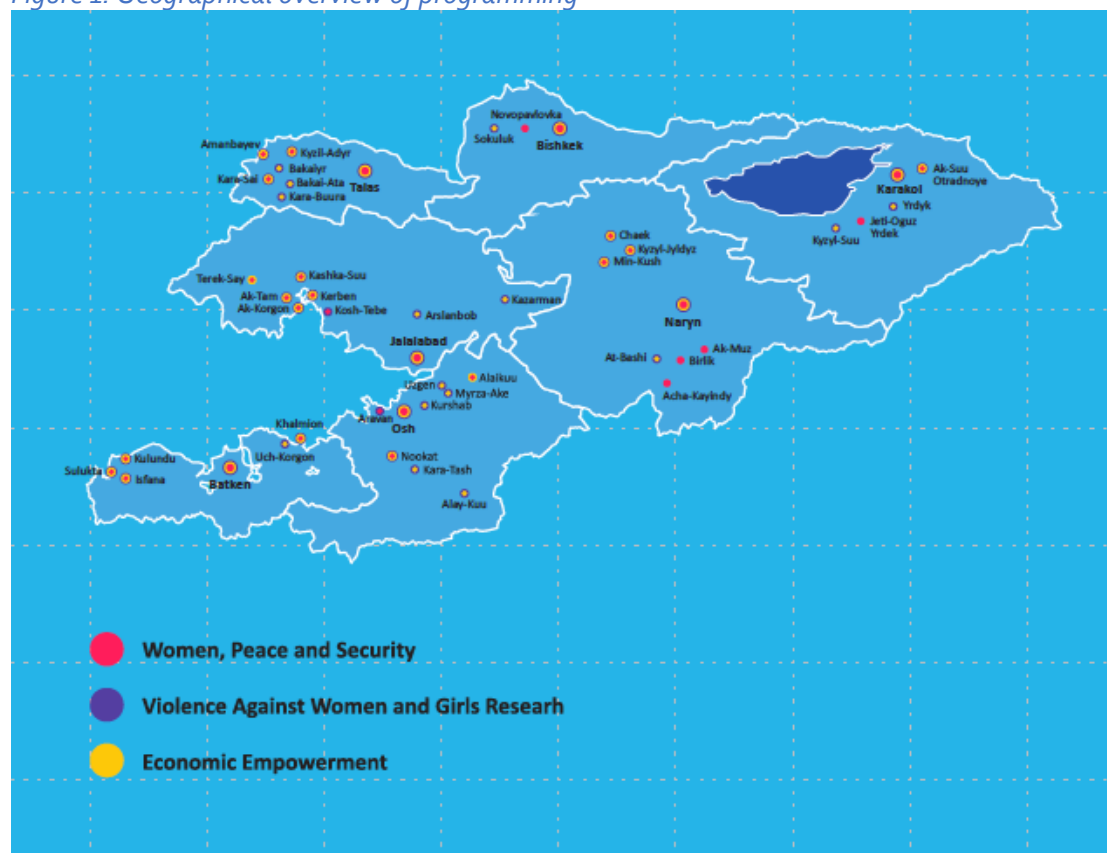 Figure 1. Geographical overview of programming
Novopavlovka
Sokuluk
Bishkek
Amanbayev
Kyzil-Adyr
Bakaiyr
Kara-Sai
Bakai-Ata
Talas
Kara-Buura
Ak-Suu
Otradnoye
Karakol
Yrdyk
Jeti-Oguz
Yrdek
Kyzyl-Suu
Chaek
Kyzyl-Jyldyz
Min-Kush
Terek-Say
Kashka-Suu
Ak-Tam
Kerben
Ak-Korgon
Kosh-Tebe
Kazarman
Arslanbob
Naryn
Jalalabad
Ak-Muz
At-Bashi
Birlik
Acha-Kayindy
Alaikuu
Uzgen
Myrza-Ake
Kurshab
Aravan
Osh
Khalmion
Uch-Korgon
Nookat
Kara-Tash
Kulundu
Sulukta
Isfana
Batken
Alay-Kuu
Women, Peace and Security
Violence Against Women and Girls Researh
Economic Empowerment